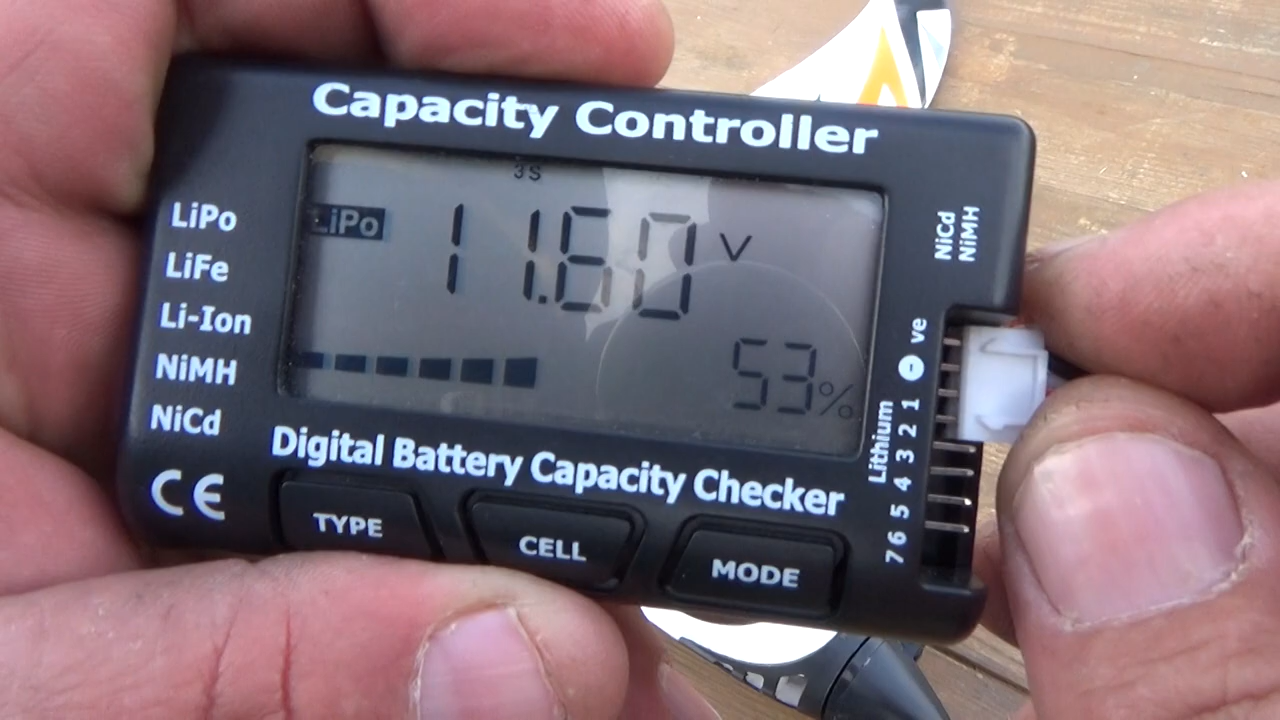 Capacity Controller
3S
LiPo
11.60 V
53%
LiPo
LiFe
Li-Ion
NiMH
NiCd
CE
Digital Battery Capacity Checker
TYPE
CELL
MODE
NiCd
NiMH
Lithium
7 6 5 4 3 2 1 - ve